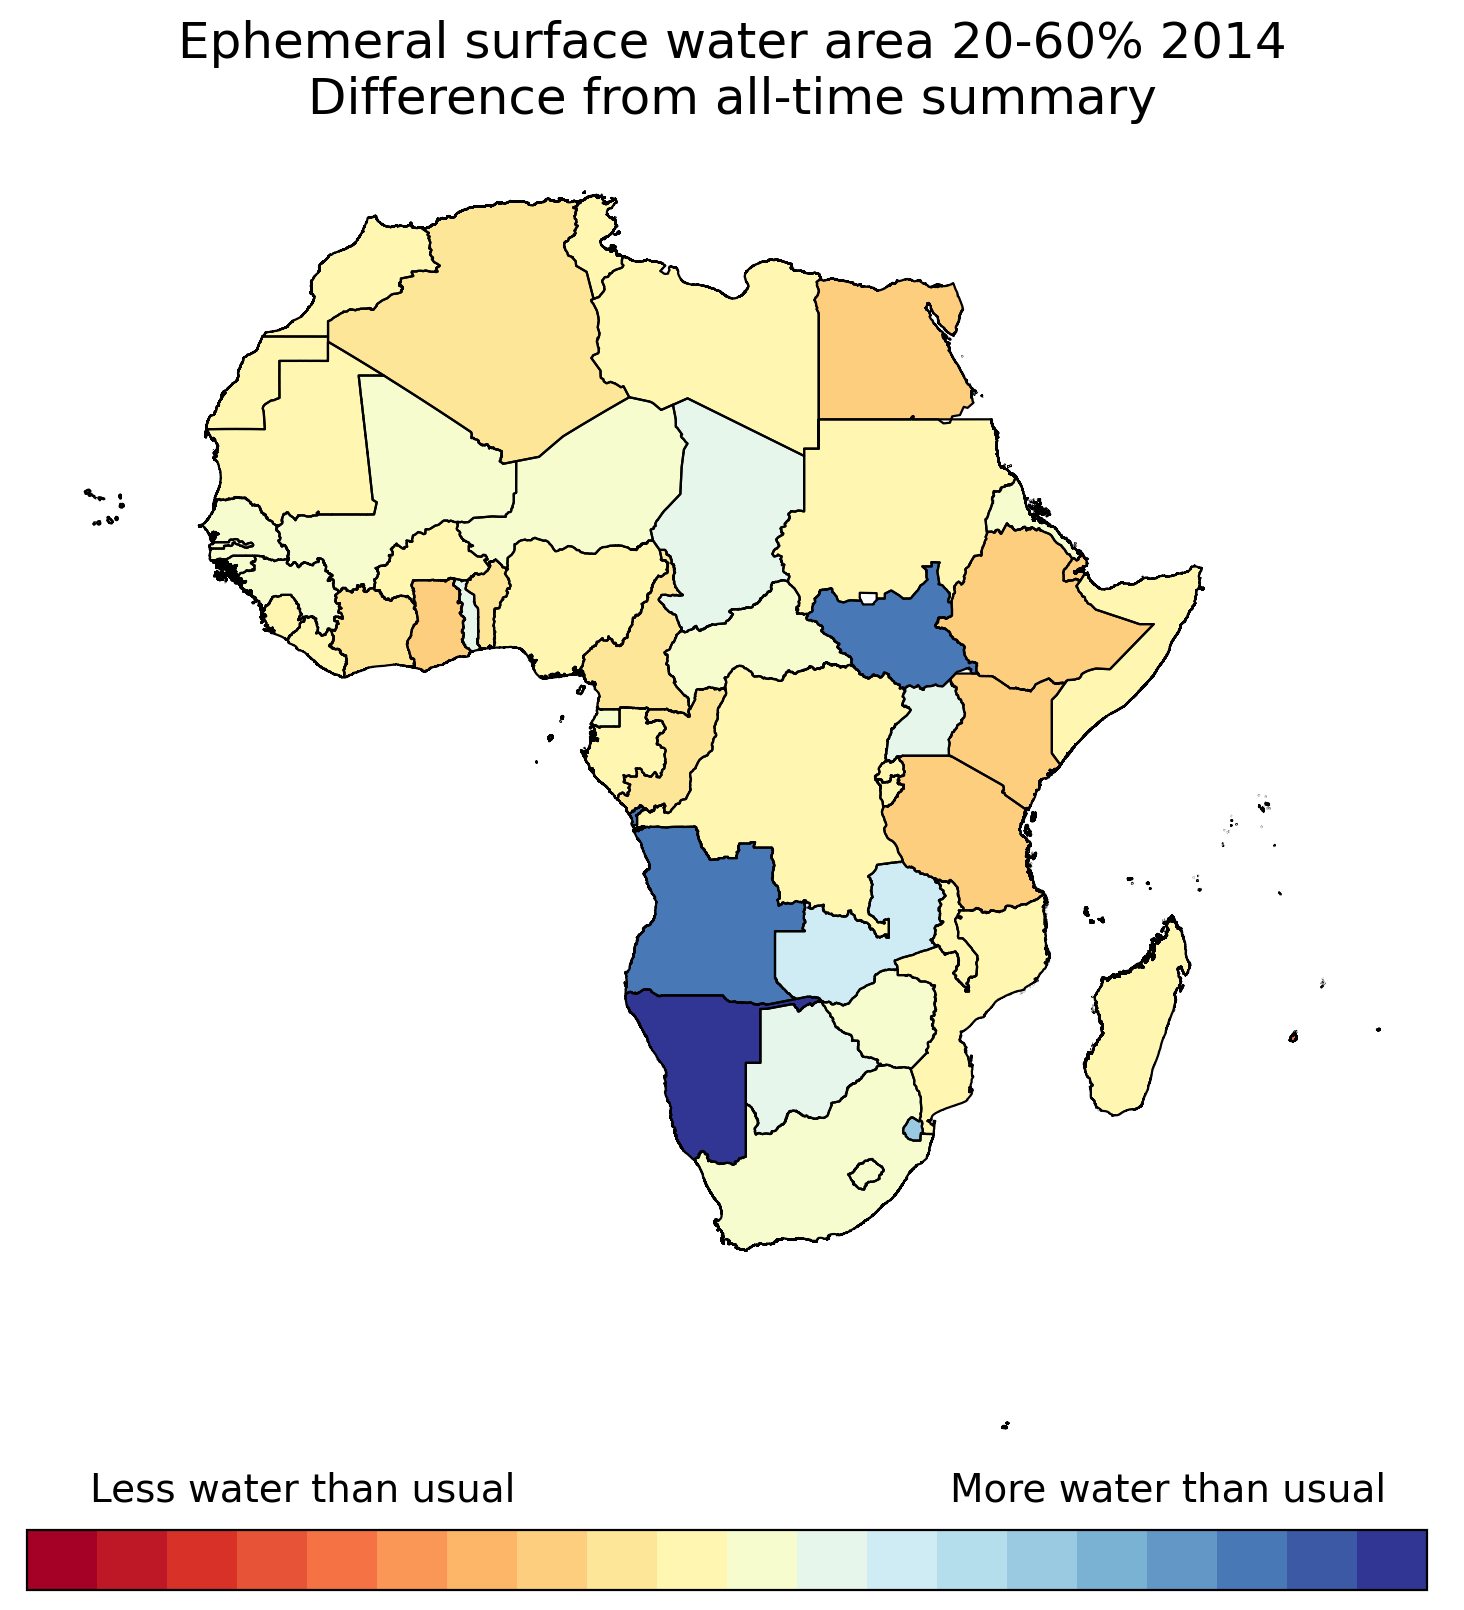 Ephemeral surface water area 20-60% 2014
Difference from all-time summary
Less water than usual
More water than usual